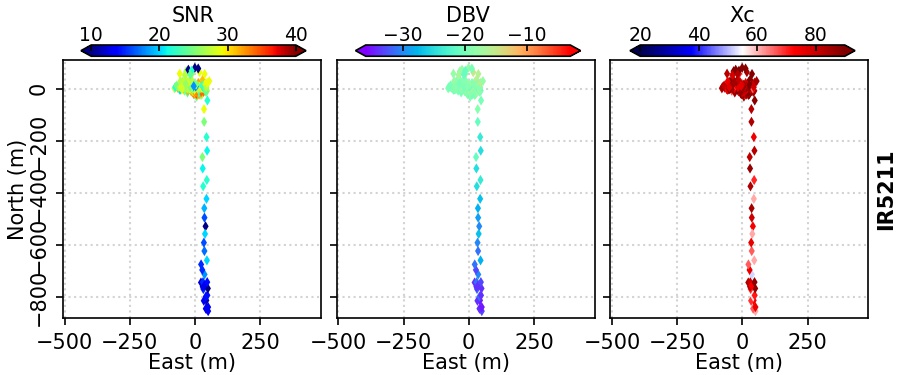 SNR DBV Xc
10 20 30 40 −30 −20 −10 20 40 60 80
North (m)
0
−200
−400
−600
−800
IR5211
−500 −250 0 250 −500 −250 0 250 −500 −250 0 250
East (m) East (m) East (m)